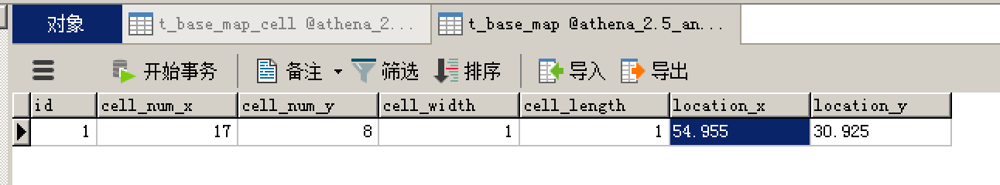 对象 t_base_map_cell @athena_2... t_base_map @athena_2.5_an...
开始事务 备注 筛选 排序 导入 导出
id cell_num_x cell_num_y cell_width cell_length location_x location_y
1 17 8 1 1 54.955 30.925